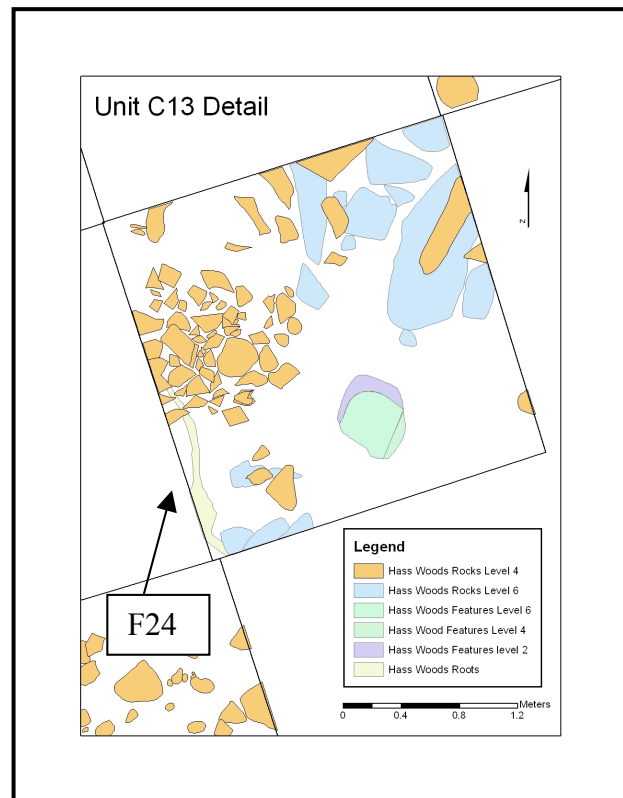 Unit C13 Detail
N
F24
Legend
Hass Woods Rocks Level 4
Hass Woods Rocks Level 6
Hass Woods Features Level 6
Hass Wood Features Level 4
Hass Woods Features level 2
Hass Woods Roots
Meters
0 0.4 0.8 1.2